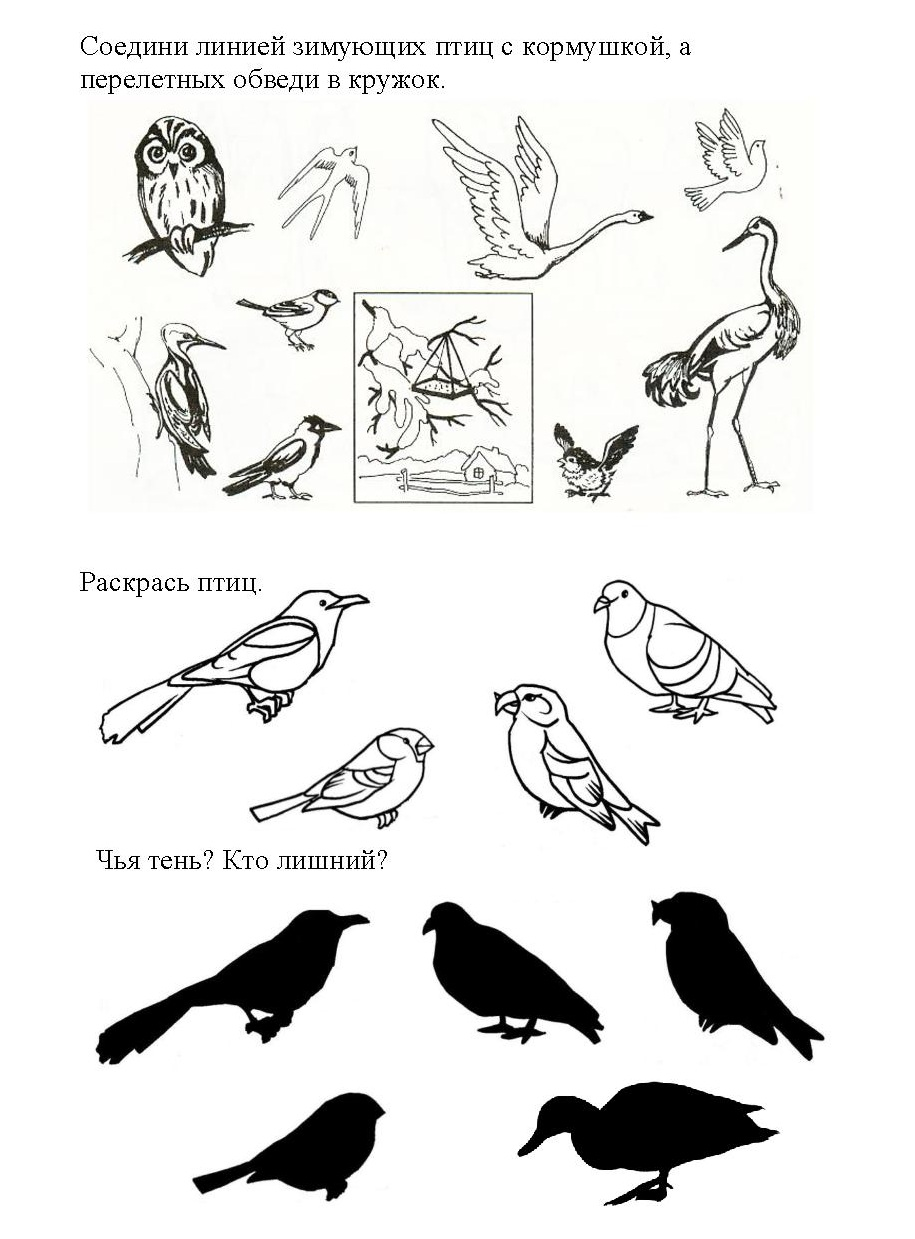 Соедини линией зимующих птиц с кормушкой, а
перелетных обведи в кружок.
Раскрась птиц.
Чья тень? Кто лишний?